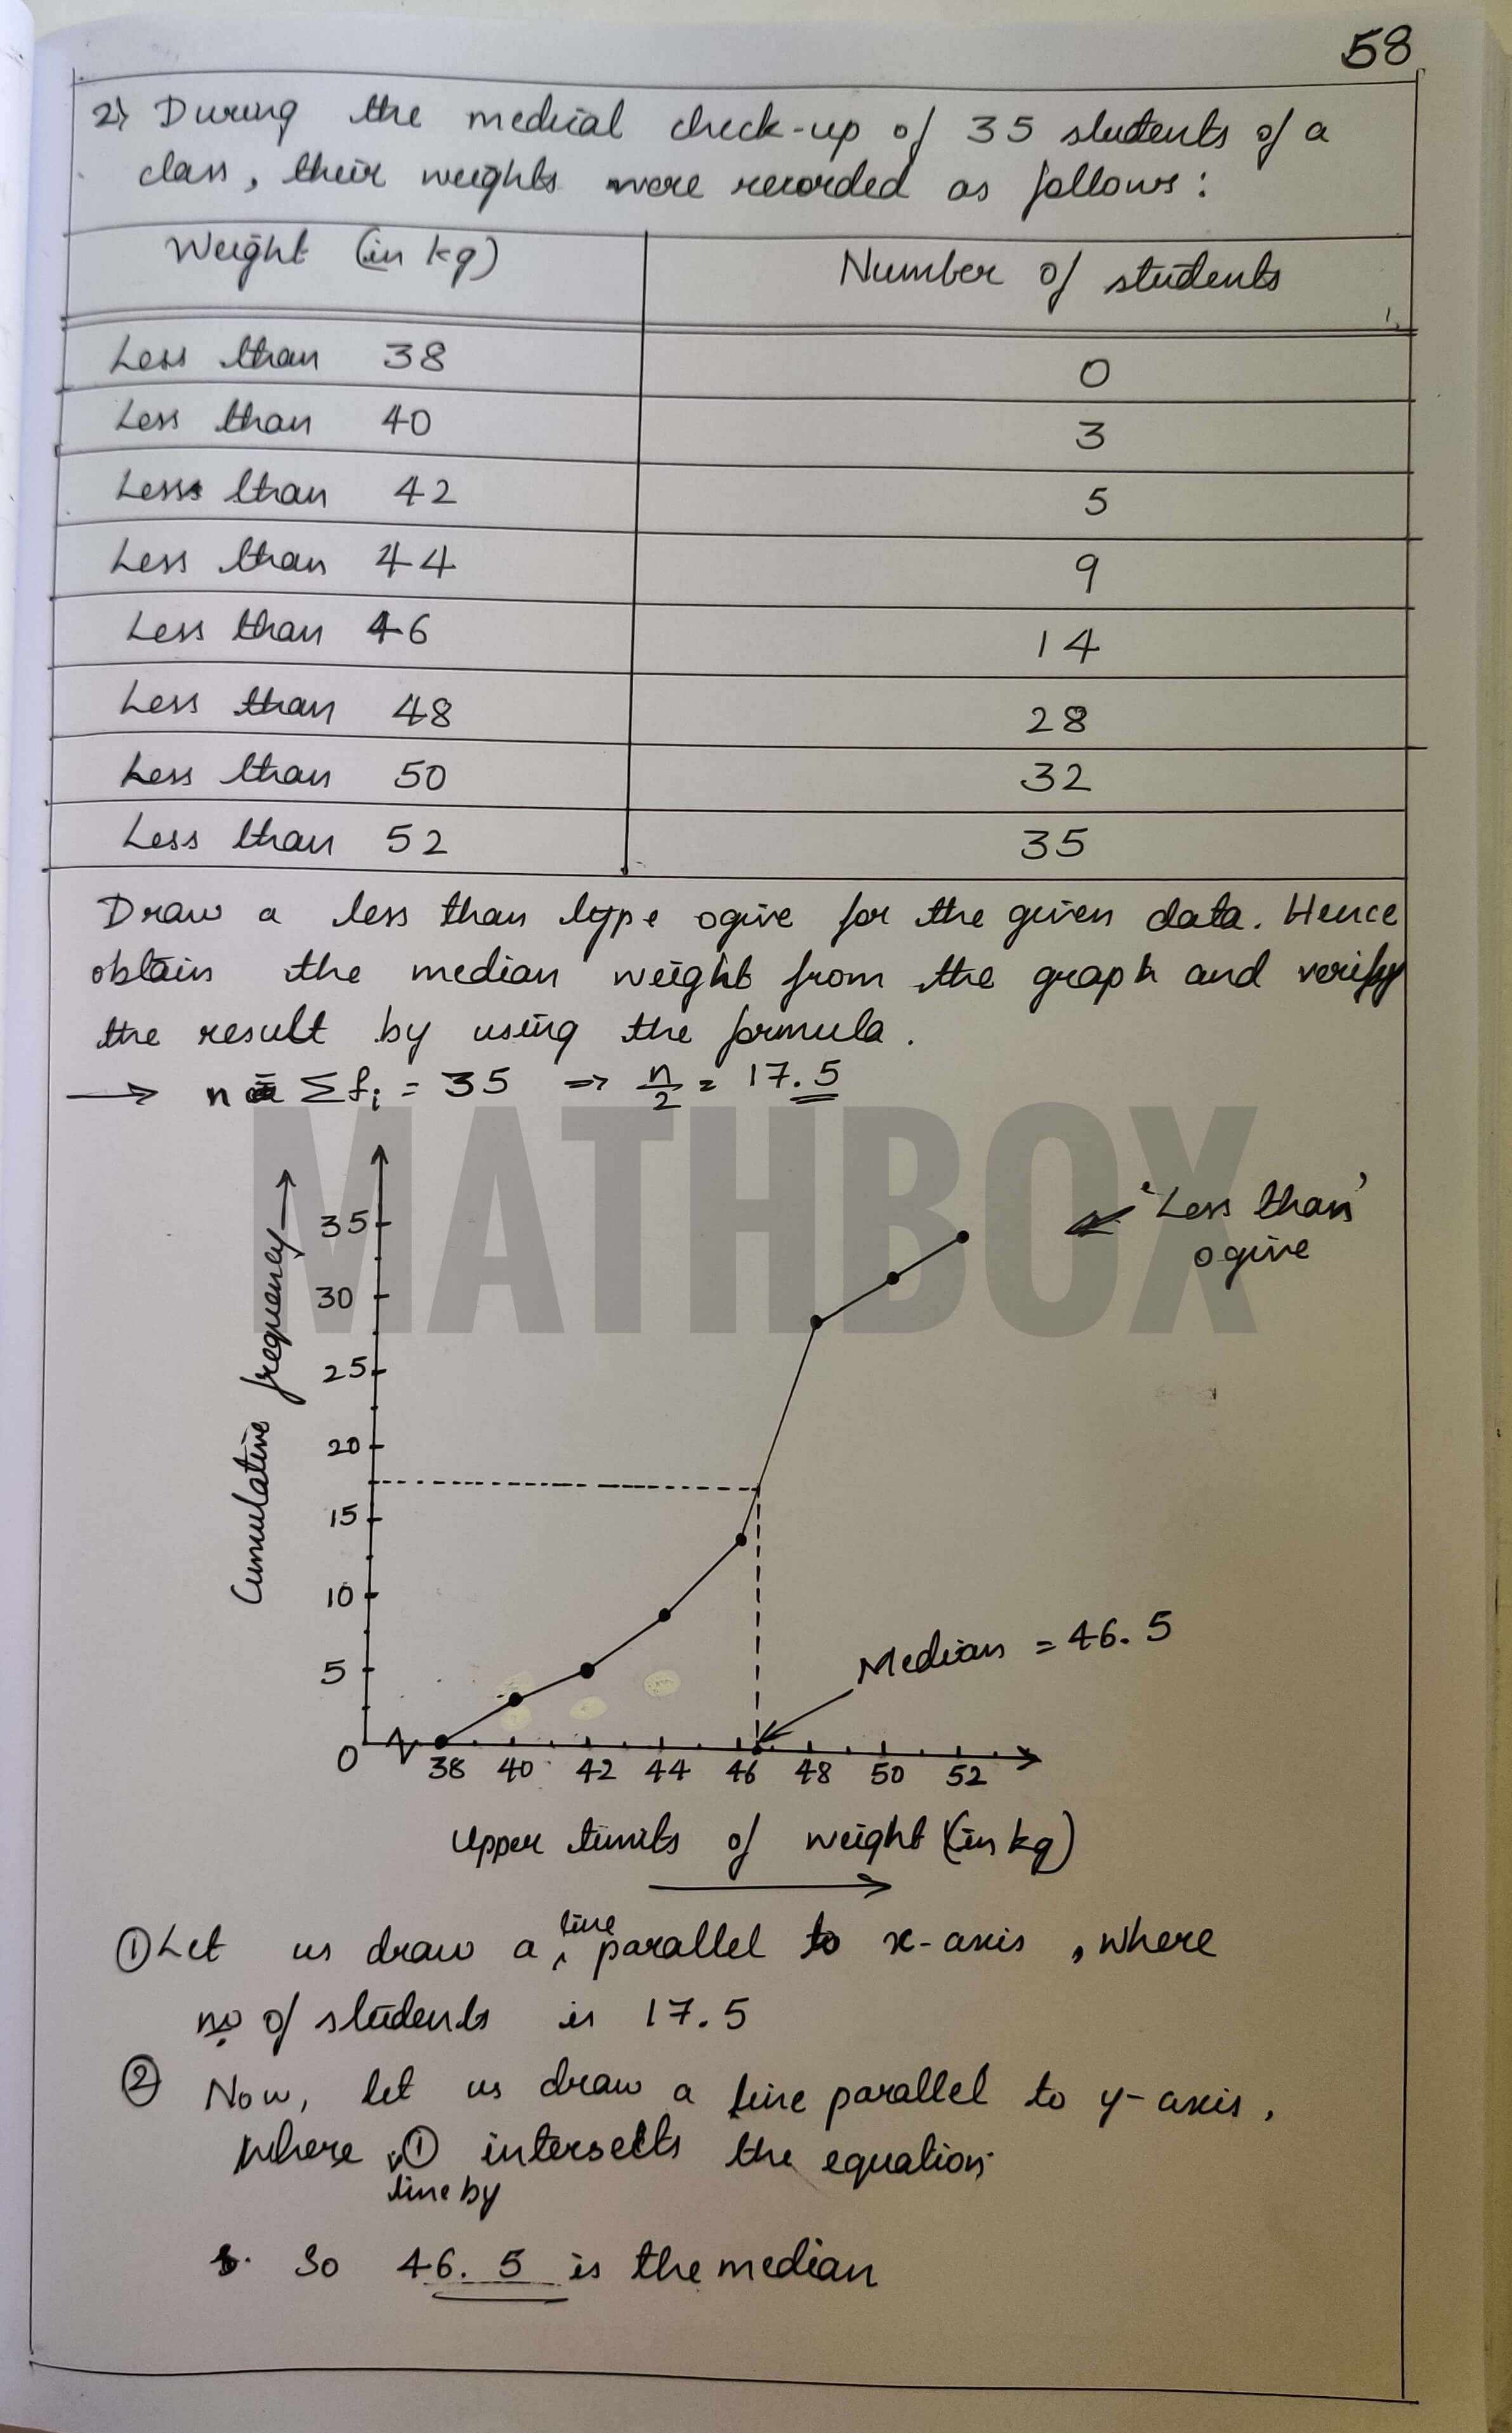 58
2) During the medical check-up of 35 students of a
class, their weights were recorded as follows:
Weight (in kg) Number of students
Less than 38 0
Less than 40 3
Less than 42 5
Less than 44 9
Less than 46 14
Less than 48 28
Less than 50 32
Less than 52 35
Draw a less than type ogive for the given data. Hence
obtain the median weight from the graph and verify
the result by using the formula.
→ n = Σfi = 35 ⇒ n/2 = 17.5
MATHBOX
Cumulative frequency →
35
30
25
20
15
10
5
0
'Less than'
ogive
Median = 46.5
38 40 42 44 46 48 50 52
Upper limits of weight (in kg)
① Let us draw a line parallel to x-axis, where
no of students is 17.5
② Now, let us draw a line parallel to y-axis,
where line by ① intersects the equation
So 46.5 is the median